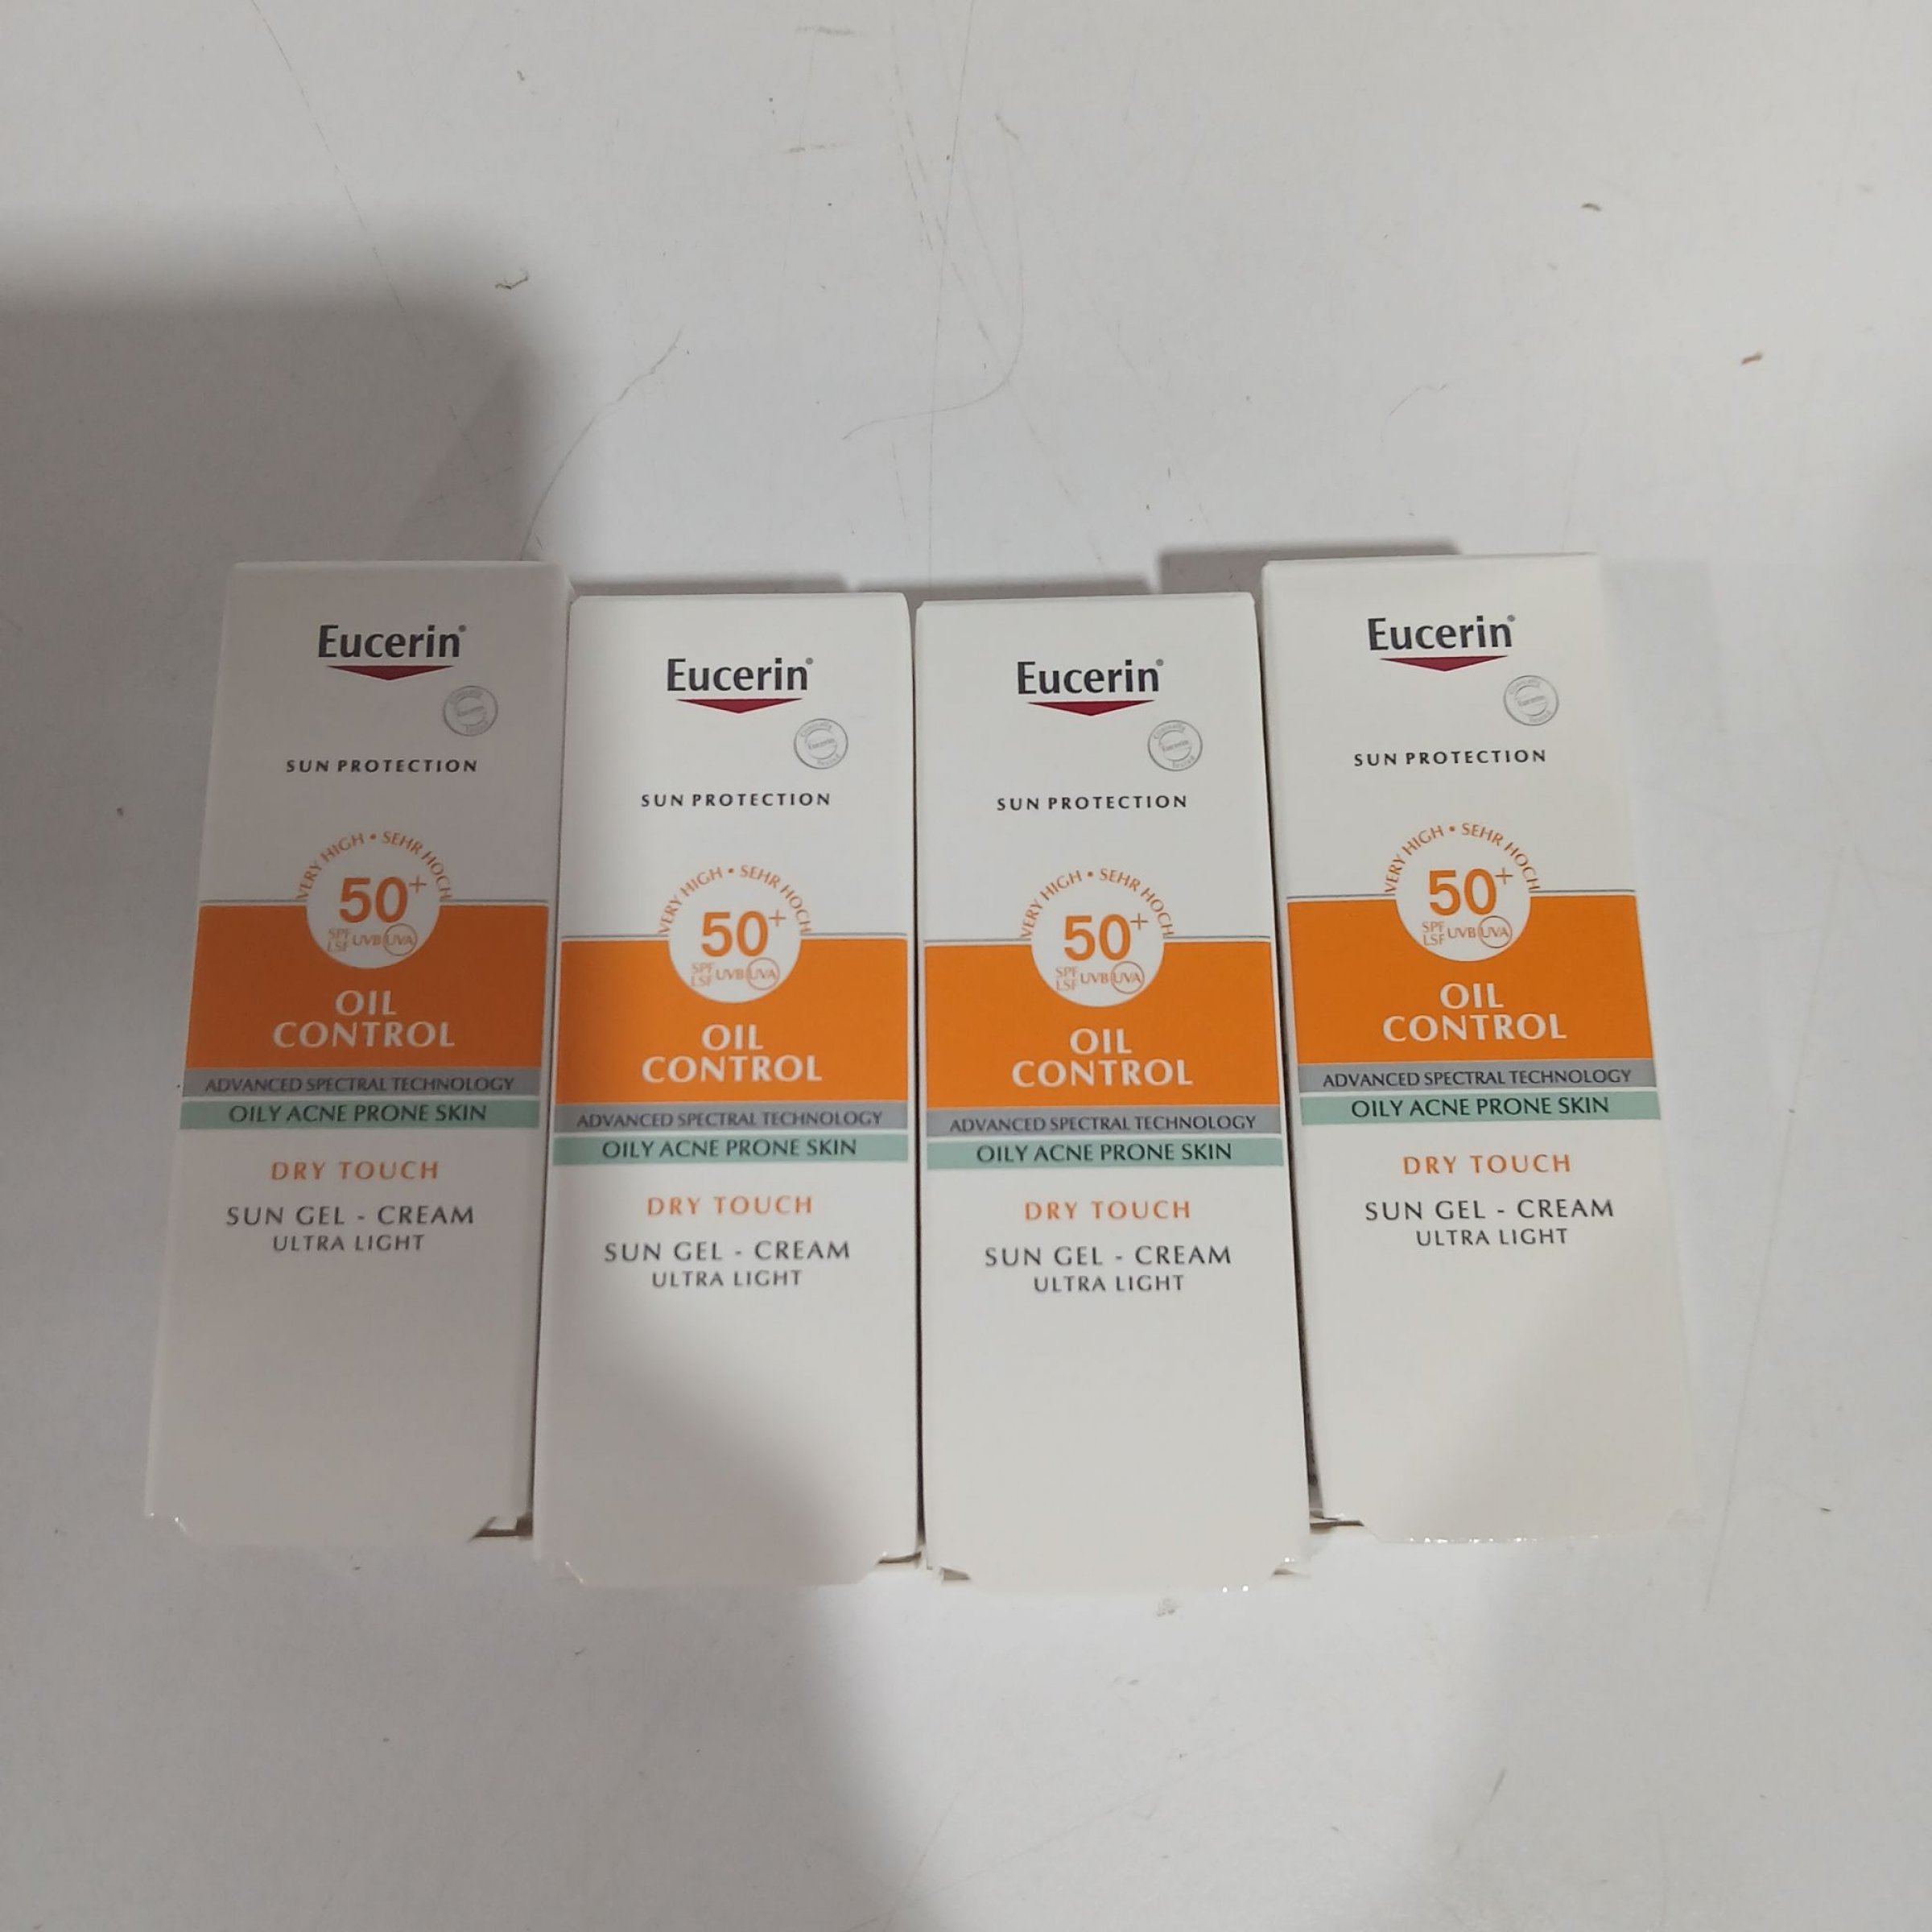 Eucerin®
SUN PROTECTION
VERY HIGH • SEHR HOCH
50+
SPF UVB UVA
LSF
OIL
CONTROL
ADVANCED SPECTRAL TECHNOLOGY
OILY ACNE PRONE SKIN
DRY TOUCH
SUN GEL - CREAM
ULTRA LIGHT
Eucerin®
SUN PROTECTION
VERY HIGH • SEHR HOCH
50+
SPF UVB UVA
LSF
OIL
CONTROL
ADVANCED SPECTRAL TECHNOLOGY
OILY ACNE PRONE SKIN
DRY TOUCH
SUN GEL - CREAM
ULTRA LIGHT
Eucerin®
SUN PROTECTION
VERY HIGH • SEHR HOCH
50+
SPF UVB UVA
LSF
OIL
CONTROL
ADVANCED SPECTRAL TECHNOLOGY
OILY ACNE PRONE SKIN
DRY TOUCH
SUN GEL - CREAM
ULTRA LIGHT
Eucerin®
SUN PROTECTION
VERY HIGH • SEHR HOCH
50+
SPF UVB UVA
LSF
OIL
CONTROL
ADVANCED SPECTRAL TECHNOLOGY
OILY ACNE PRONE SKIN
DRY TOUCH
SUN GEL - CREAM
ULTRA LIGHT